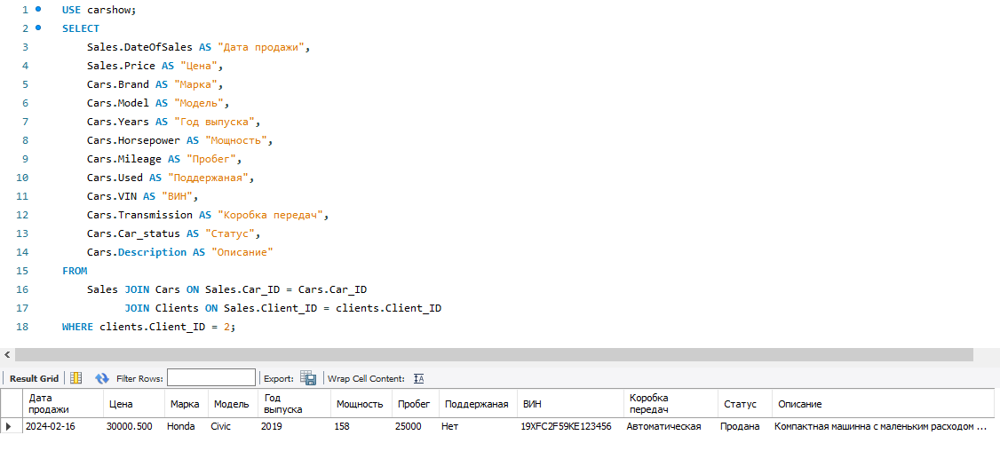 1 USE carshow;
2 SELECT
3 Sales.DateOfSales AS "Дата продажи",
4 Sales.Price AS "Цена",
5 Cars.Brand AS "Марка",
6 Cars.Model AS "Модель",
7 Cars.Years AS "Год выпуска",
8 Cars.Horsepower AS "Мощность",
9 Cars.Mileage AS "Пробег",
10 Cars.Used AS "Поддержаная",
11 Cars.VIN AS "ВИН",
12 Cars.Transmission AS "Коробка передач",
13 Cars.Car_status AS "Статус",
14 Cars.Description AS "Описание"
15 FROM
16 Sales JOIN Cars ON Sales.Car_ID = Cars.Car_ID
17 JOIN Clients ON Sales.Client_ID = clients.Client_ID
18 WHERE clients.Client_ID = 2;
Result Grid Filter Rows: Export: Wrap Cell Content:
Дата продажи Цена Марка Модель Год выпуска Мощность Пробег Поддержаная ВИН Коробка передач Статус Описание
2024-02-16 30000.500 Honda Civic 2019 158 25000 Нет 19XFC2F59KE123456 Автоматическая Продана Компактная машинна с маленьким расходом ...